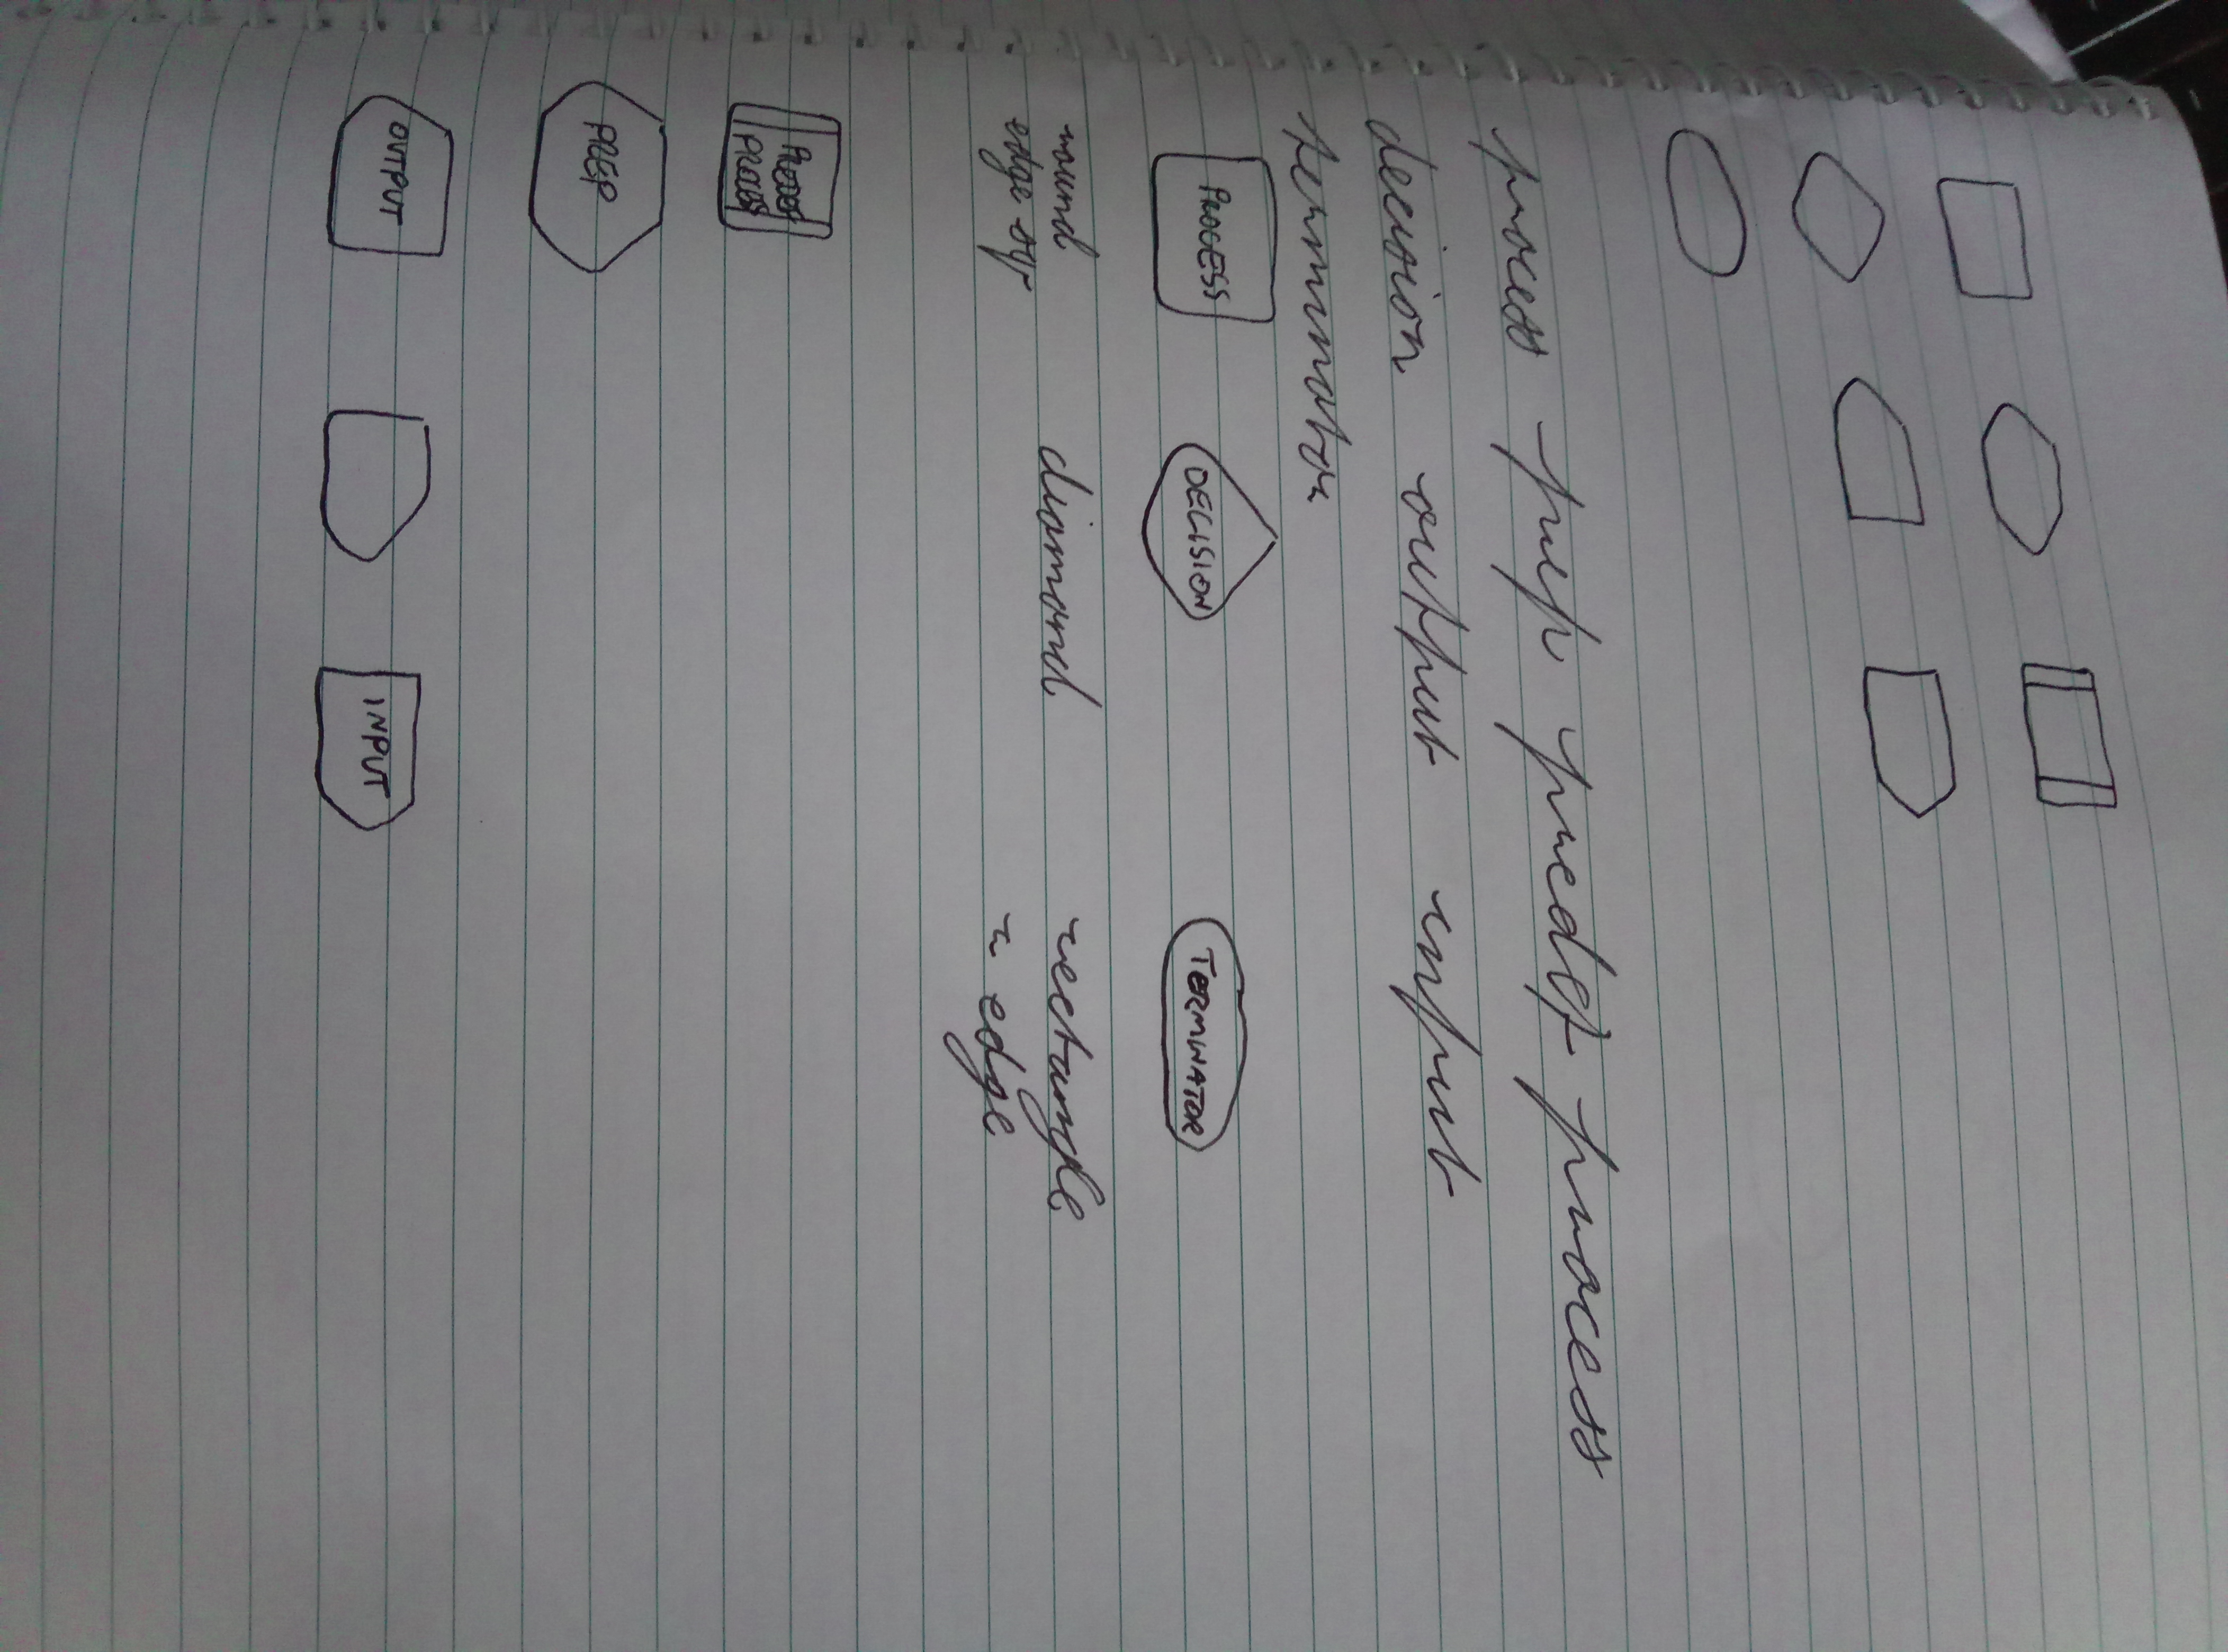 process prep predef process
decision output input
terminator
PROCESS DECISION TERMINATOR
round diamond rectangle
edge sqr r edge
PREDEF
PROCESS
PREP
OUTPUT INPUT